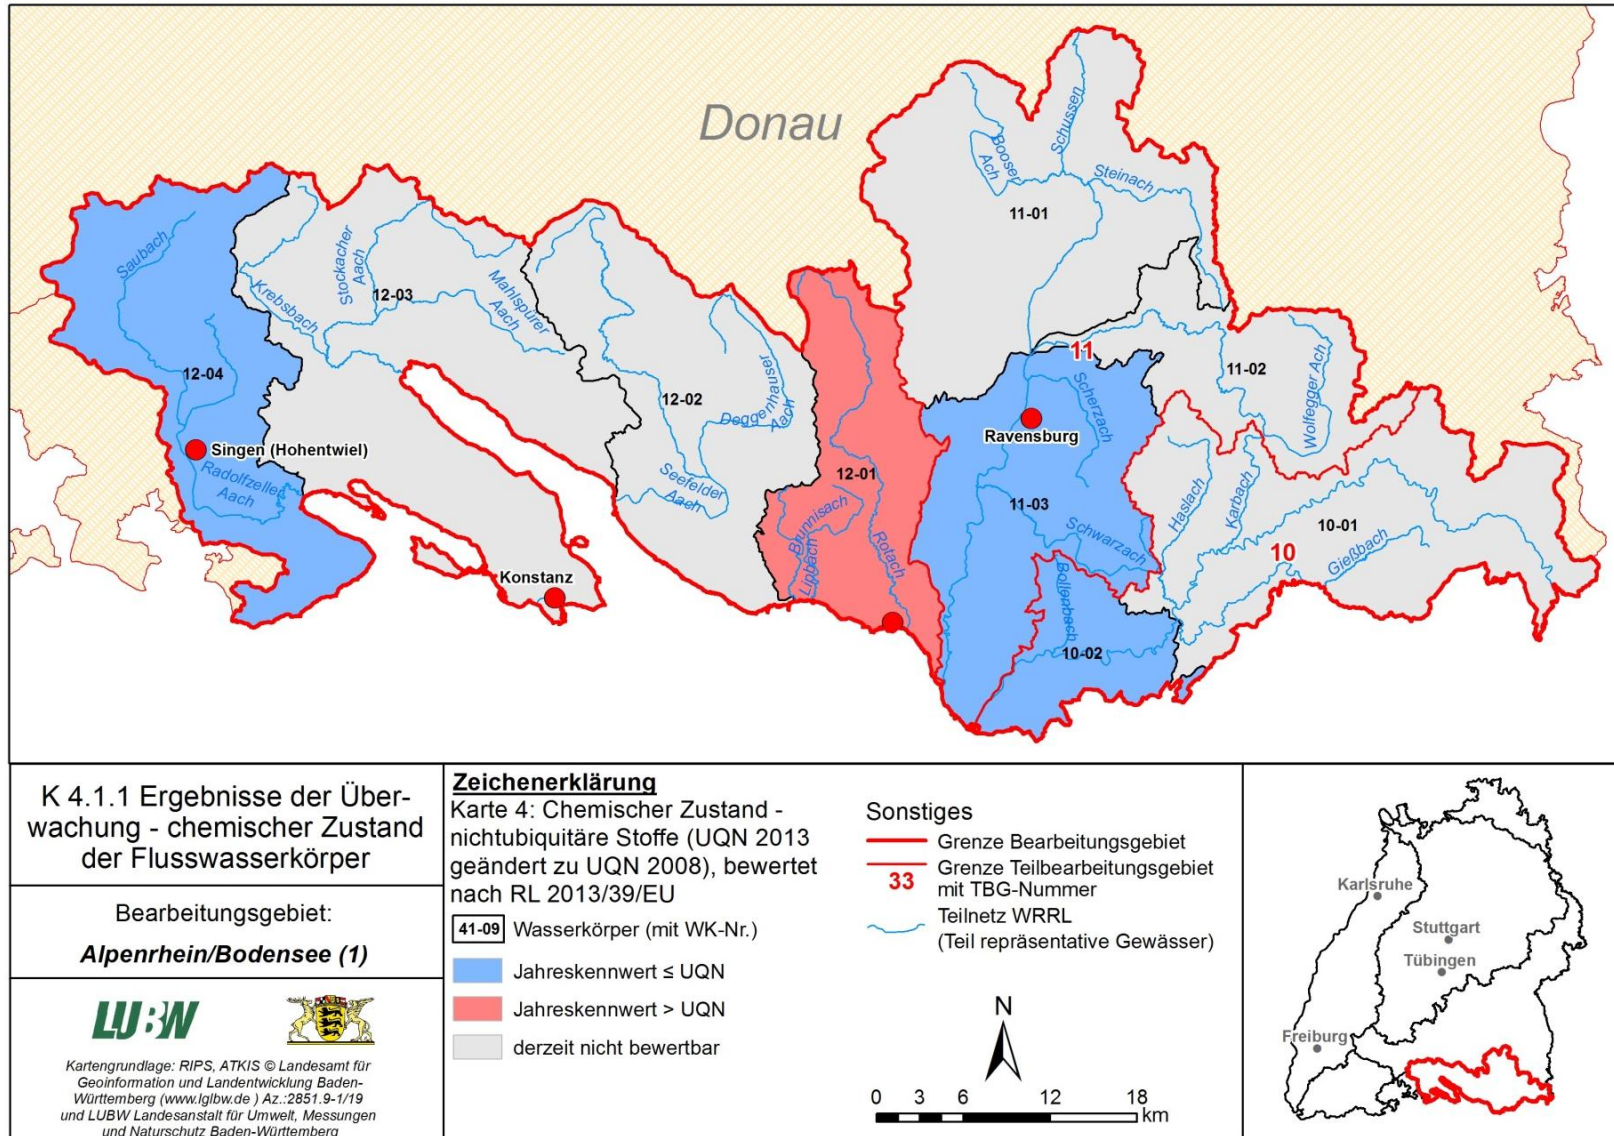 Donau
Booser
Ach
Schussen
Steinach
11-01
Saubach
Stockacher
Aach
Krebsbach
12-03
Mahlspürer
Aach
12-04
12-02
Deggenhauser
Aach
11
11-02
Wolfegger Ach
Scherzach
Ravensburg
Singen (Hohentwiel)
Radolfzeller
Aach
Seefelder
Aach
12-01
Brunnisach
Lipbach
Rotach
11-03
Schwarzach
Haslach
Karbach
10-01
10
Gießbach
Konstanz
Bollenbach
10-02
K 4.1.1 Ergebnisse der Über-
wachung - chemischer Zustand
der Flusswasserkörper
Bearbeitungsgebiet:
Alpenrhein/Bodensee (1)
LUBW
Kartengrundlage: RIPS, ATKIS © Landesamt für
Geoinformation und Landentwicklung Baden-
Württemberg (www.lglbw.de ) Az.:2851.9-1/19
und LUBW Landesanstalt für Umwelt, Messungen
und Naturschutz Baden-Württemberg
Zeichenerklärung
Karte 4: Chemischer Zustand -
nichtubiquitäre Stoffe (UQN 2013
geändert zu UQN 2008), bewertet
nach RL 2013/39/EU
41-09 Wasserkörper (mit WK-Nr.)
Jahreskennwert ≤ UQN
Jahreskennwert > UQN
derzeit nicht bewertbar
Sonstiges
Grenze Bearbeitungsgebiet
33 Grenze Teilbearbeitungsgebiet
mit TBG-Nummer
Teilnetz WRRL
(Teil repräsentative Gewässer)
N
0 3 6 12 18
km
Karlsruhe
Stuttgart
Tübingen
Freiburg